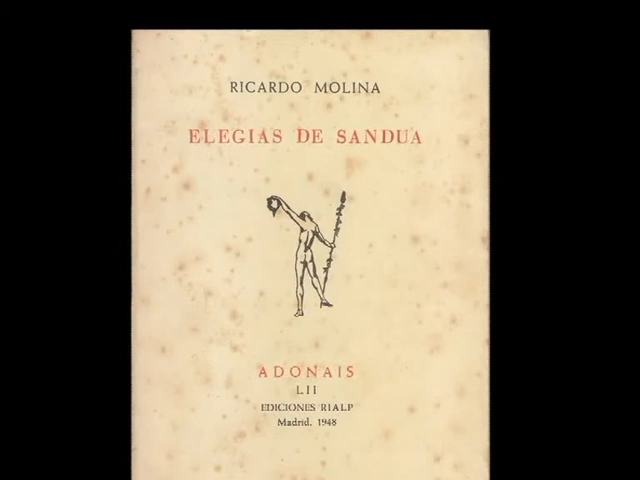 RICARDO MOLINA
ELEGIAS DE SANDUA
ADONAIS
LII
EDICIONES RIALP
Madrid, 1948